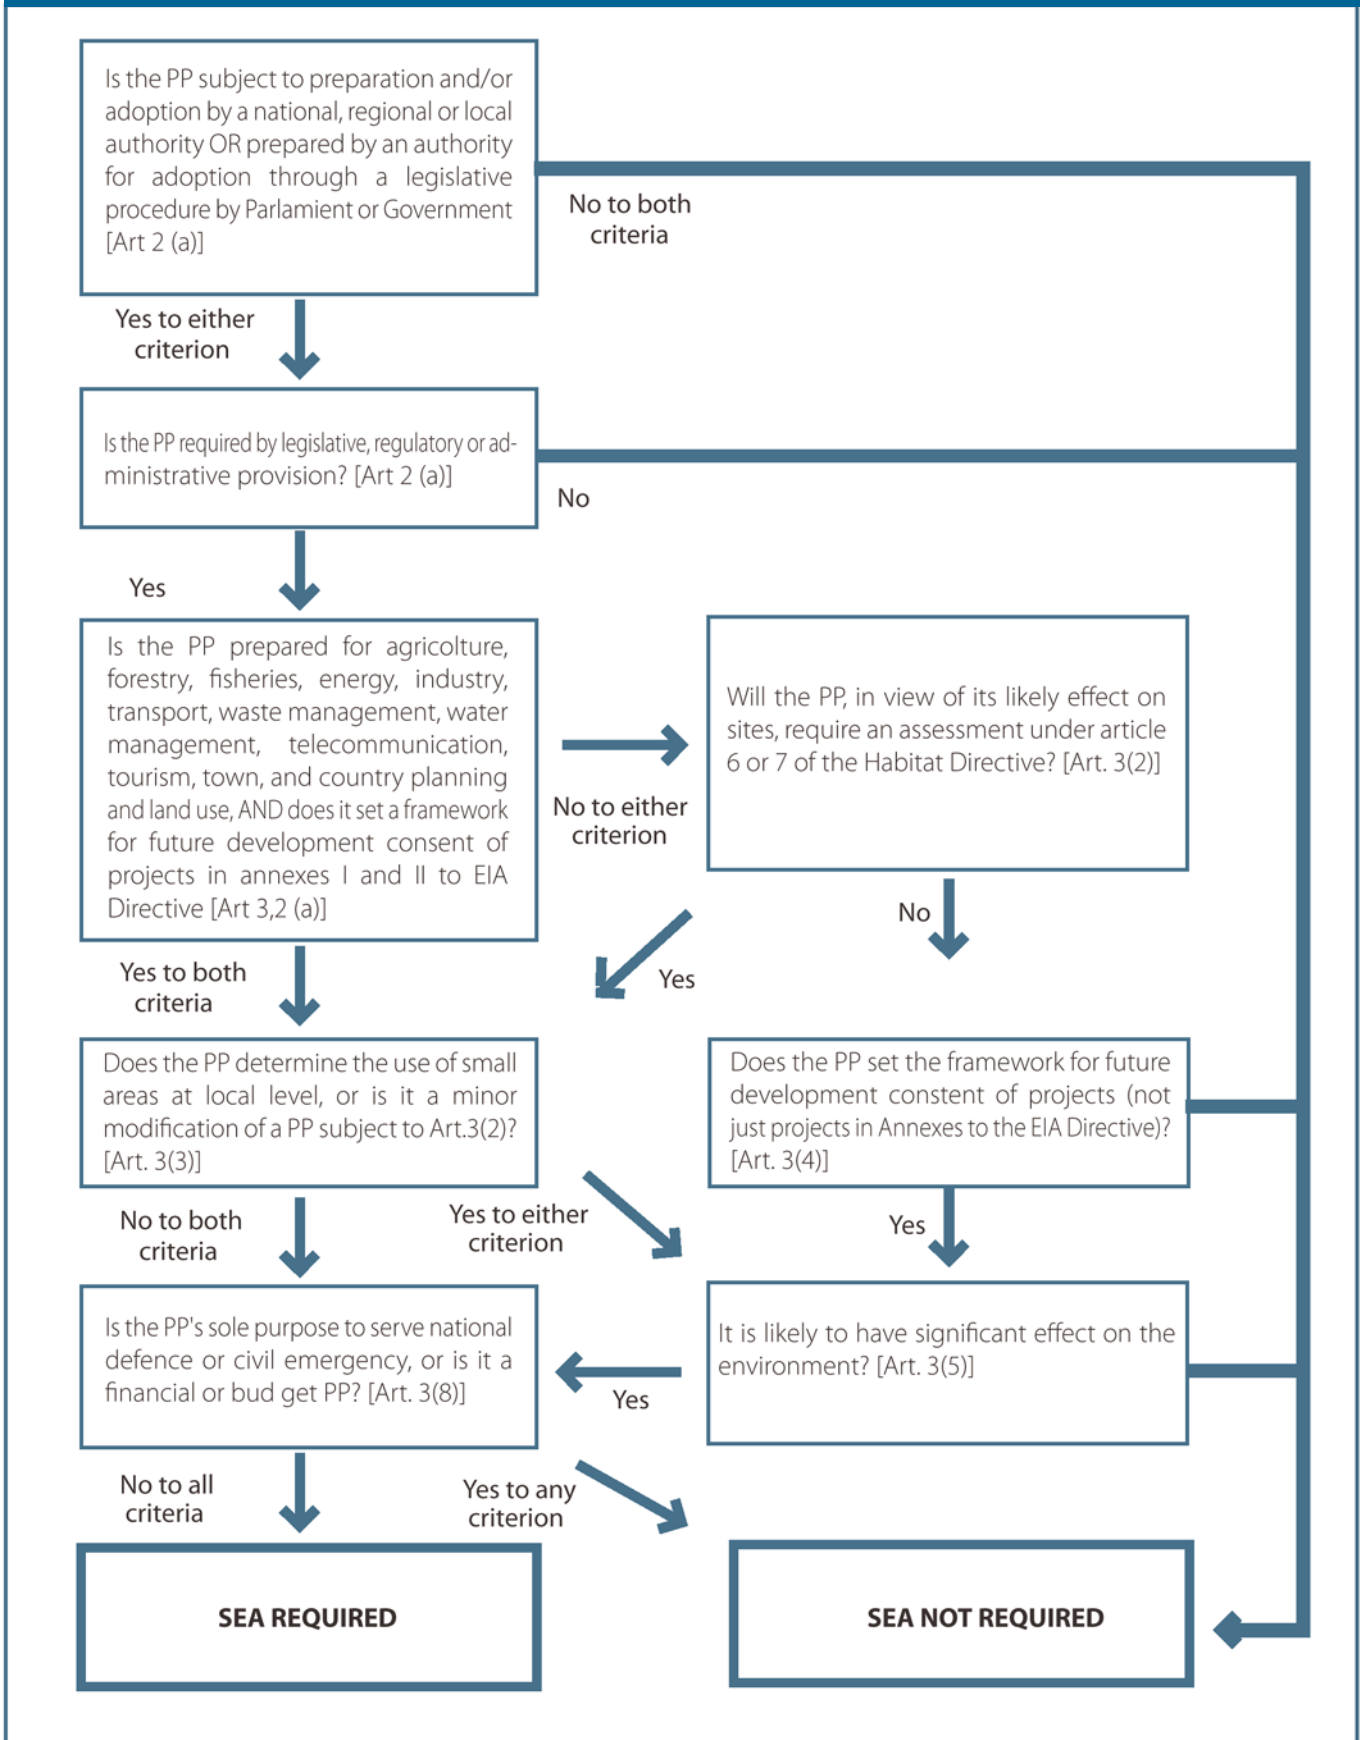 Is the PP subject to preparation and/or
adoption by a national, regional or local
authority OR prepared by an authority
for adoption through a legislative
procedure by Parlamient or Government
[Art 2 (a)]
No to both
criteria
Yes to either
criterion
Is the PP required by legislative, regulatory or ad-
ministrative provision? [Art 2 (a)]
No
Yes
Is the PP prepared for agricolture,
forestry, fisheries, energy, industry,
transport, waste management, water
management, telecommunication,
tourism, town, and country planning
and land use, AND does it set a framework
for future development consent of
projects in annexes I and II to EIA
Directive [Art 3,2 (a)]
No to either
criterion
Will the PP, in view of its likely effect on
sites, require an assessment under article
6 or 7 of the Habitat Directive? [Art. 3(2)]
No
Yes
Yes to both
criteria
Does the PP determine the use of small
areas at local level, or is it a minor
modification of a PP subject to Art.3(2)?
[Art. 3(3)]
Does the PP set the framework for future
development constent of projects (not
just projects in Annexes to the EIA Directive)?
[Art. 3(4)]
No to both
criteria
Yes to either
criterion
Yes
Is the PP's sole purpose to serve national
defence or civil emergency, or is it a
financial or bud get PP? [Art. 3(8)]
Yes
It is likely to have significant effect on the
environment? [Art. 3(5)]
No to all
criteria
Yes to any
criterion
SEA REQUIRED
SEA NOT REQUIRED